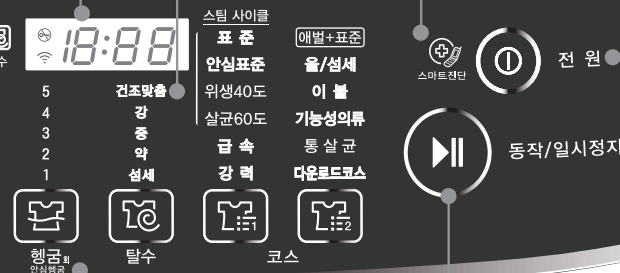 스팀 사이클
18:88
표 준
애벌+표준
안심표준
울/섬세
스마트진단
전 원
5
건조맞춤
위생40도
이 불
4
강
살균60도
기능성의류
3
중
급 속
통 살 균
동작/일시정지
2
약
강 력
다운로드코스
1
섬세
1
2
헹굼회
안심헹굼
탈수
코스
수